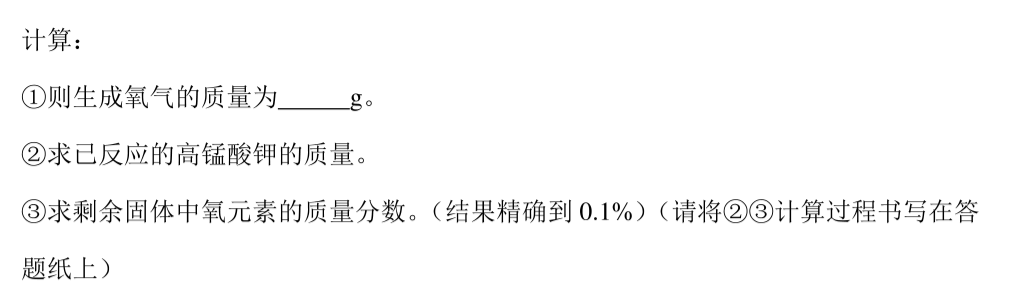 计算：
①则生成氧气的质量为______g。
②求已反应的高锰酸钾的质量。
③求剩余固体中氧元素的质量分数。（结果精确到 0.1%）（请将②③计算过程书写在答
题纸上）